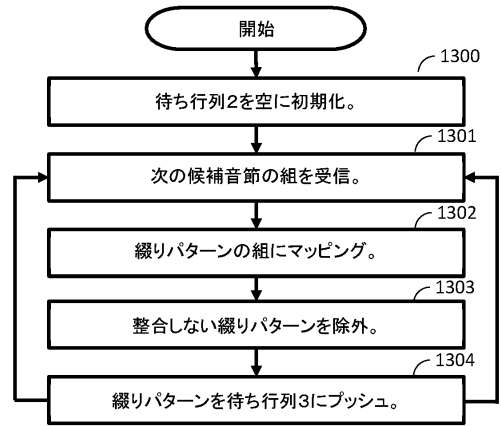 開始
1300
待ち行列2を空に初期化。
1301
次の候補音節の組を受信。
1302
綴りパターンの組にマッピング。
1303
整合しない綴りパターンを除外。
1304
綴りパターンを待ち行列3にプッシュ。